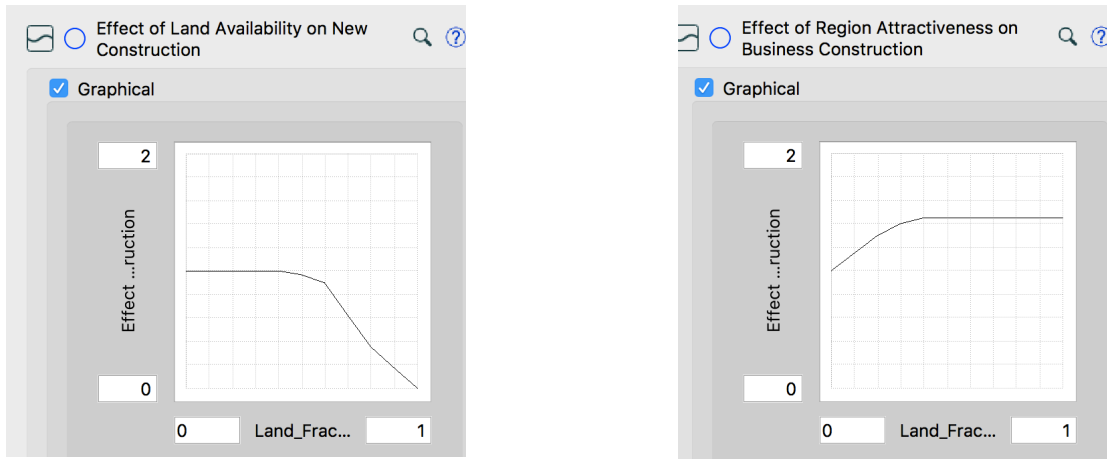 Effect of Land Availability on New
Construction
?
Graphical
2
Effect ...ruction
0
0
Land_Frac...
1
Effect of Region Attractiveness on
Business Construction
?
Graphical
2
Effect ...ruction
0
0
Land_Frac...
1